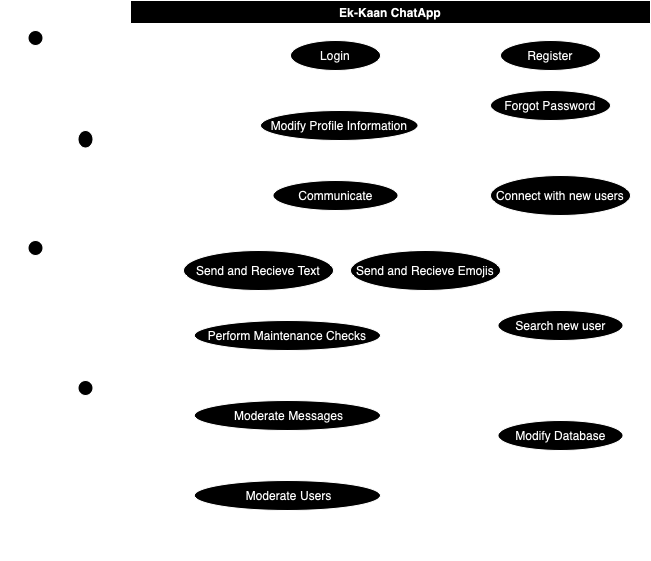 Ek-Kaan ChatApp
Login
Register
Forgot Password
Modify Profile Information
Communicate
Connect with new users
Send and Recieve Text
Send and Recieve Emojis
Search new user
Perform Maintenance Checks
Moderate Messages
Modify Database
Moderate Users